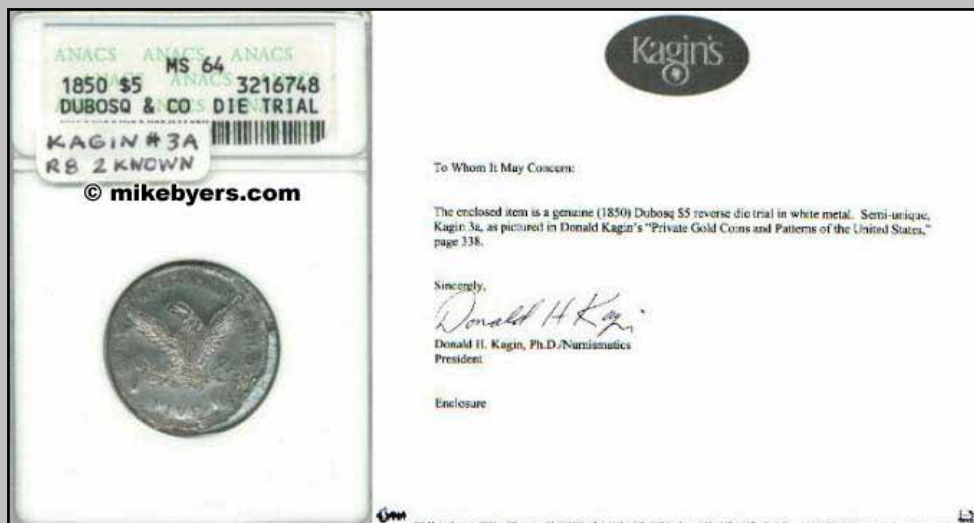 ANACS ANACS ANACS
MS 64
ANACS
1850 $5 3216748
DUBOSQ & CO DIE TRIAL
KAGIN #3A
R8 2 KNOWN
© mikebyers.com
Kagin's
To Whom It May Concern:
The enclosed item is a genuine (1850) Dubosq $5 reverse die trial in white metal. Semi-unique,
Kagin 3a, as pictured in Donald Kagin's "Private Gold Coins and Patterns of the United States,"
page 338.
Sincerely,
Donald H Kagin
Donald H. Kagin, Ph.D./Numismatics
President
Enclosure